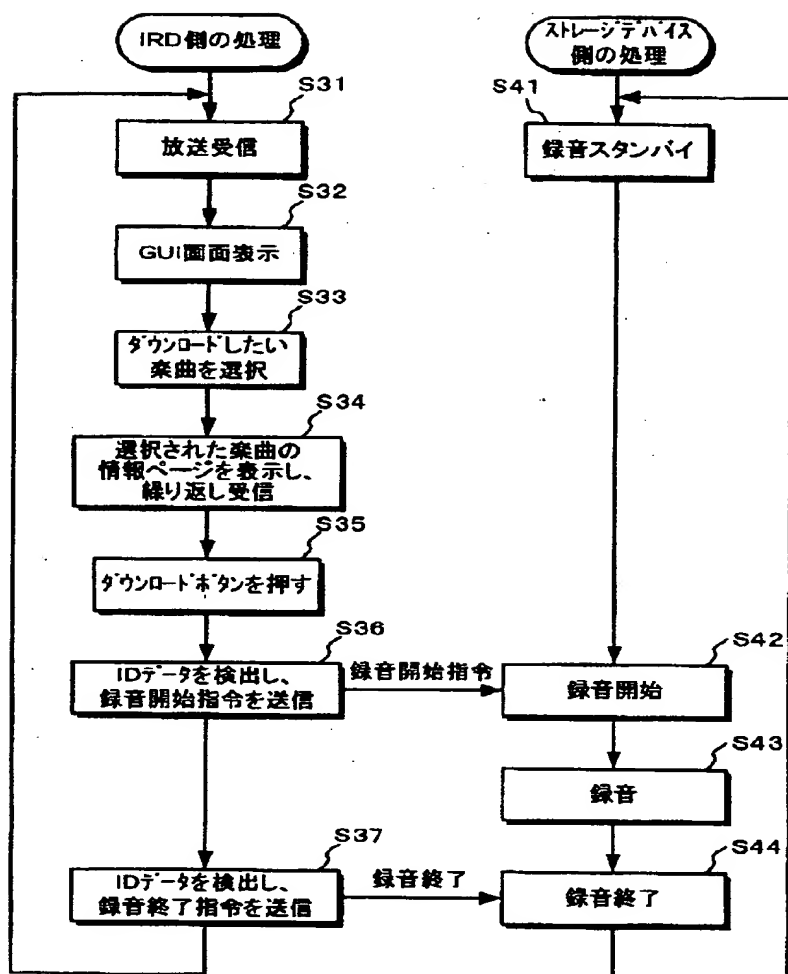 IRD側の処理
S31
放送受信
S32
GUI画面表示
S33
ダウンロードしたい
楽曲を選択
S34
選択された楽曲の
情報ページを表示し、
繰り返し受信
S35
ダウンロードボタンを押す
S36
IDデータを検出し、
録音開始指令を送信
録音開始指令
S37
IDデータを検出し、
録音終了指令を送信
録音終了
ストレージデバイス
側の処理
S41
録音スタンバイ
S42
録音開始
S43
録音
S44
録音終了